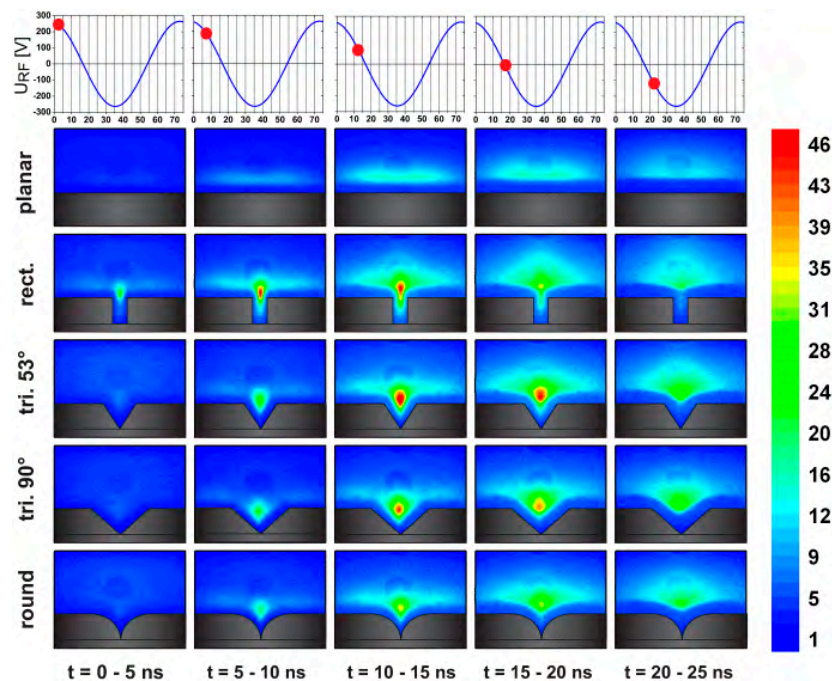 U_RF [V]
300
200
100
0
-100
-200
-300
0 10 20 30 40 50 60 70
0 10 20 30 40 50 60 70
0 10 20 30 40 50 60 70
0 10 20 30 40 50 60 70
0 10 20 30 40 50 60 70
planar
rect.
tri. 53°
tri. 90°
round
46
43
39
35
31
28
24
20
16
13
9
5
1
t = 0 - 5 ns
t = 5 - 10 ns
t = 10 - 15 ns
t = 15 - 20 ns
t = 20 - 25 ns